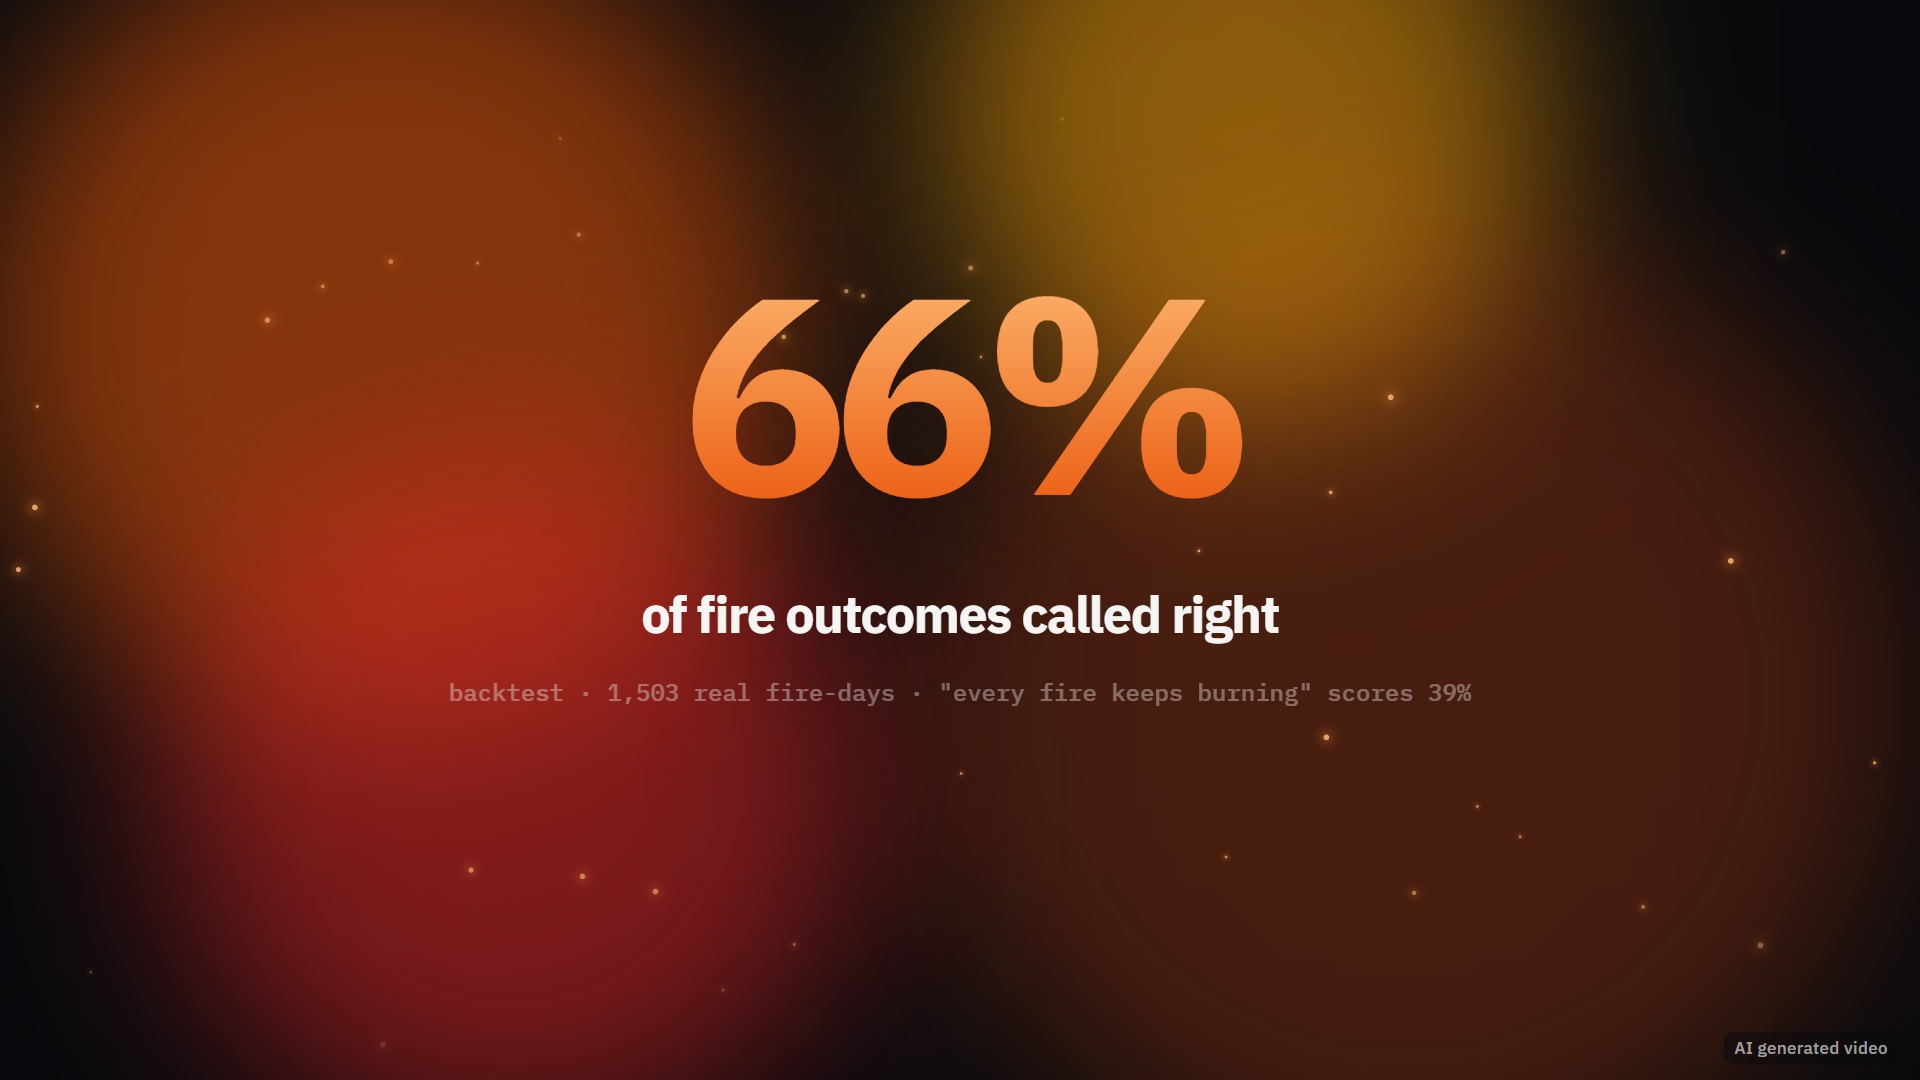 66%
of fire outcomes called right
backtest · 1,503 real fire-days · "every fire keeps burning" scores 39%
AI generated video